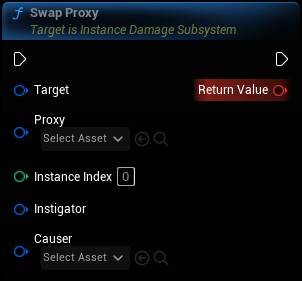 f Swap Proxy
Target is Instance Damage Subsystem
Target
Return Value
Proxy
Select Asset
Instance Index 0
Instigator
Causer
Select Asset